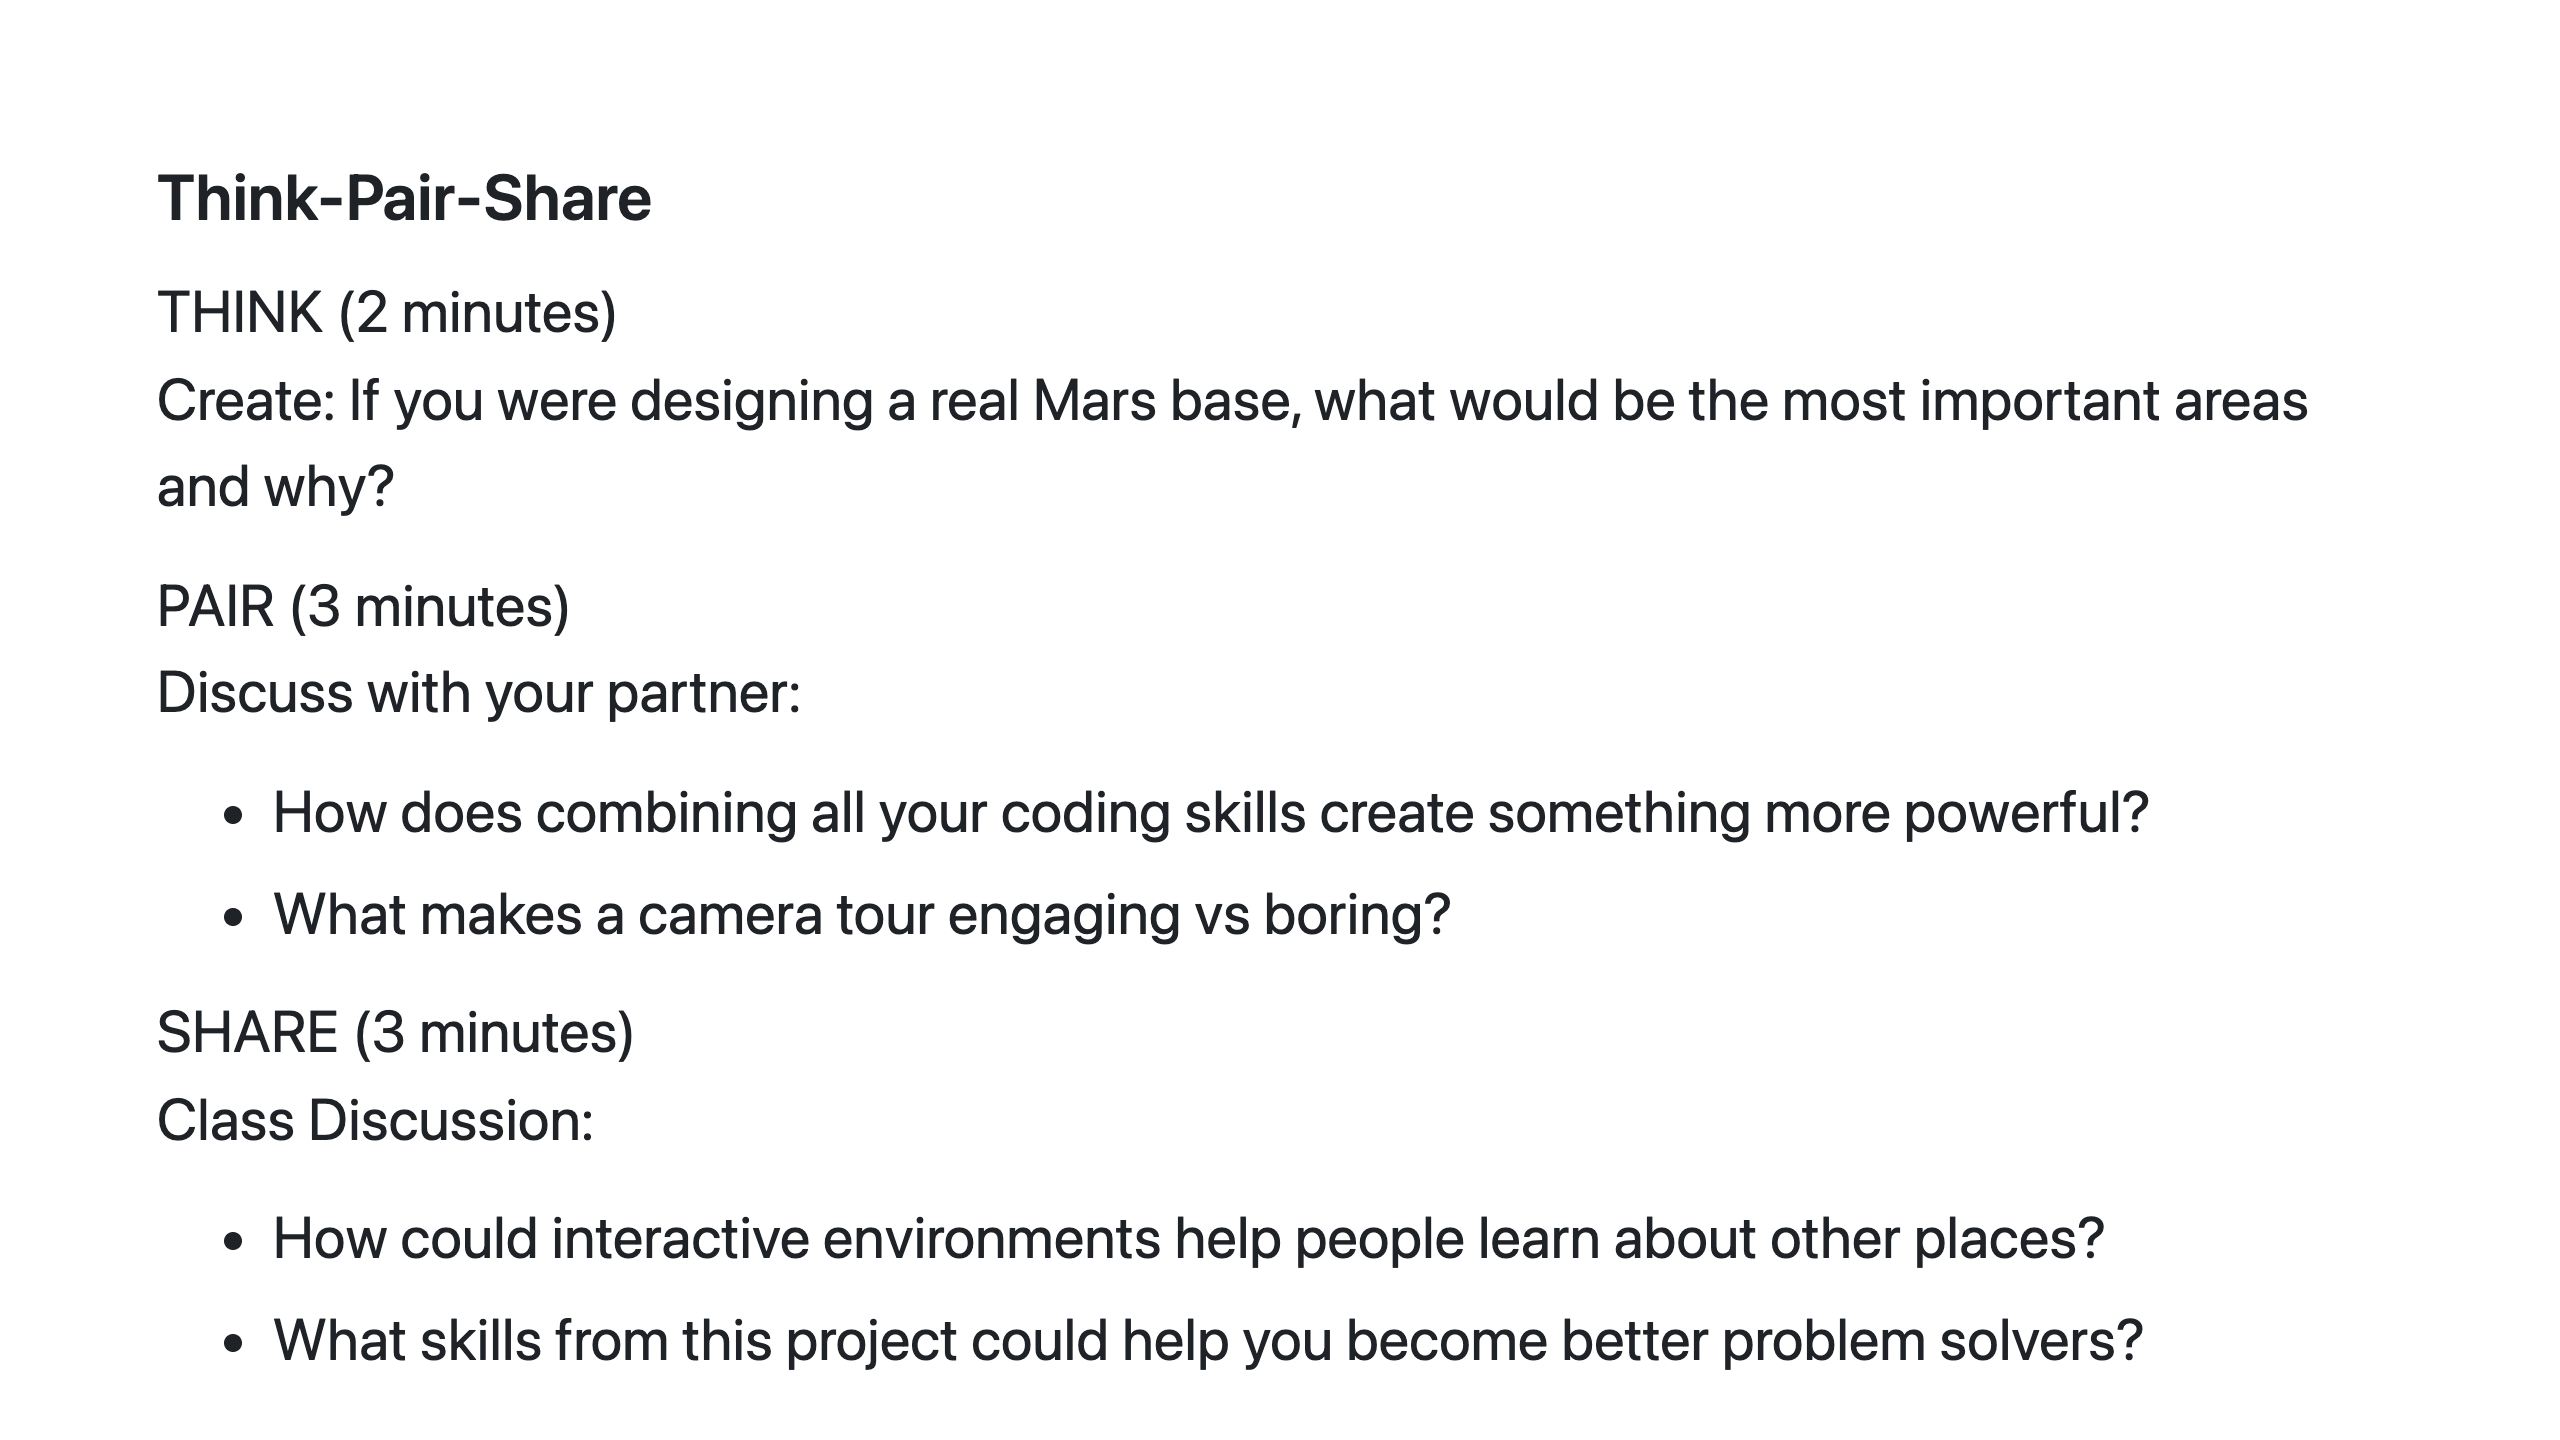 Think-Pair-Share
THINK (2 minutes)
Create: If you were designing a real Mars base, what would be the most important areas
and why?
PAIR (3 minutes)
Discuss with your partner:
• How does combining all your coding skills create something more powerful?
• What makes a camera tour engaging vs boring?
SHARE (3 minutes)
Class Discussion:
• How could interactive environments help people learn about other places?
• What skills from this project could help you become better problem solvers?